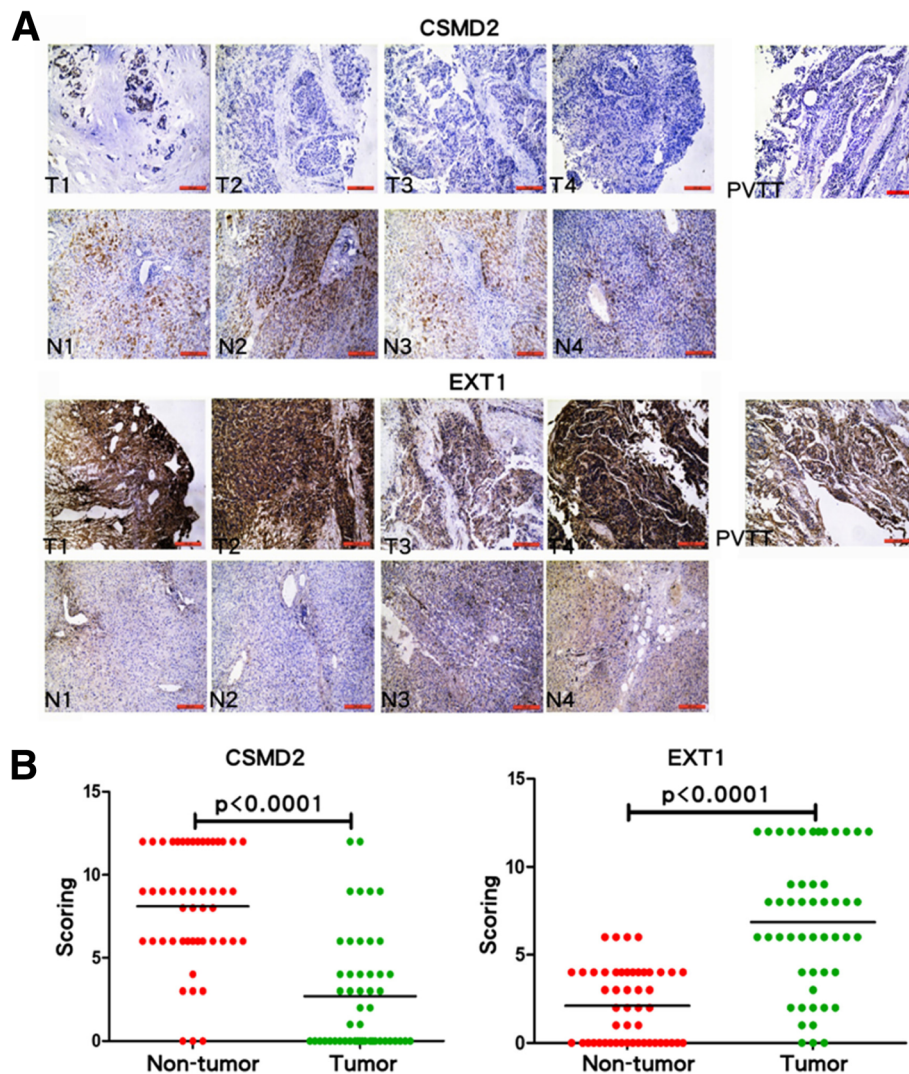 A
CSMD2
T1 T2 T3 T4 PVTT
N1 N2 N3 N4
EXT1
T1 T2 T3 T4 PVTT
N1 N2 N3 N4
B
CSMD2 EXT1
15 15
p<0.0001 p<0.0001
10 10
Scoring Scoring
5 5
0 0
Non-tumor Tumor Non-tumor Tumor